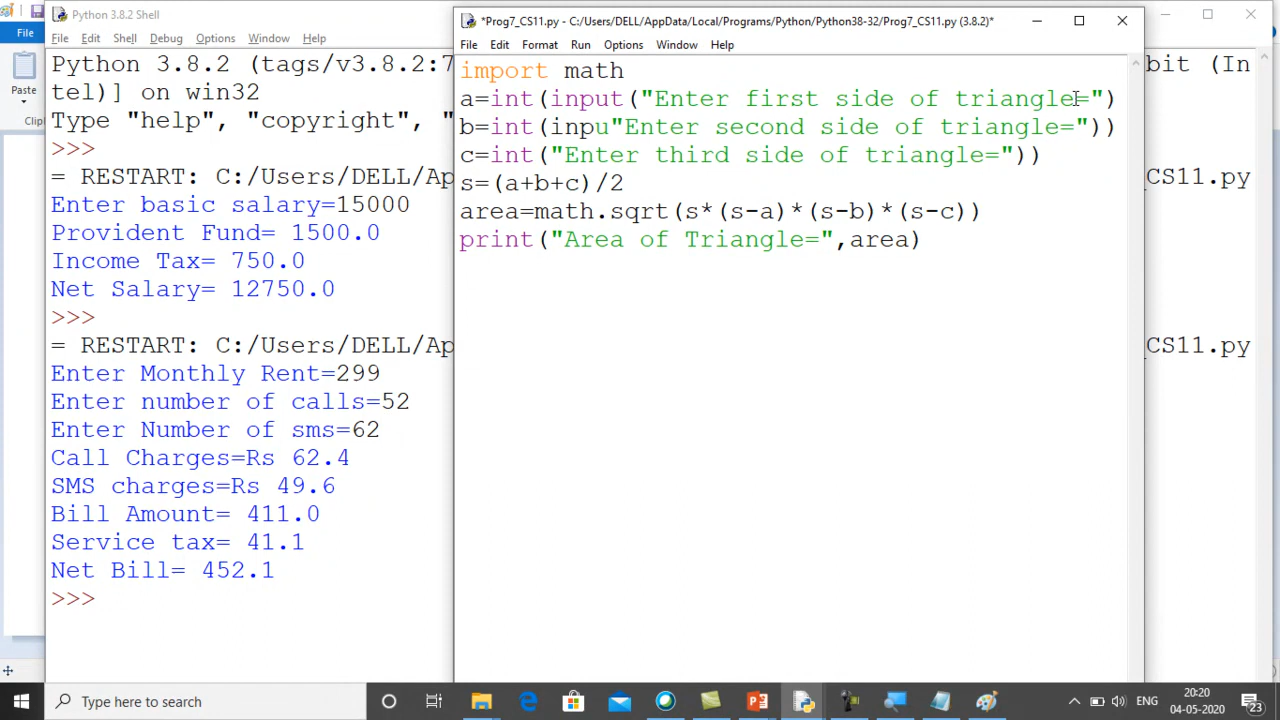 Python 3.8.2 Shell
File Edit Shell Debug Options Window Help
Python 3.8.2 (tags/v3.8.2:7
tel)] on win32
Type "help", "copyright", "
>>>
= RESTART: C:/Users/DELL/Ap
Enter basic salary=15000
Provident Fund= 1500.0
Income Tax= 750.0
Net Salary= 12750.0
>>>
= RESTART: C:/Users/DELL/Ap
Enter Monthly Rent=299
Enter number of calls=52
Enter Number of sms=62
Call Charges=Rs 62.4
SMS charges=Rs 49.6
Bill Amount= 411.0
Service tax= 41.1
Net Bill= 452.1
>>>
*Prog7_CS11.py - C:/Users/DELL/AppData/Local/Programs/Python/Python38-32/Prog7_CS11.py (3.8.2)*
File Edit Format Run Options Window Help
import math
a=int(input("Enter first side of triangle=")
b=int(inpu"Enter second side of triangle="))
c=int("Enter third side of triangle="))
s=(a+b+c)/2
area=math.sqrt(s*(s-a)*(s-b)*(s-c))
print("Area of Triangle=",area)
bit (In
_CS11.py
_CS11.py
File
Paste
Clip
Type here to search
ENG
20:20
04-05-2020
23